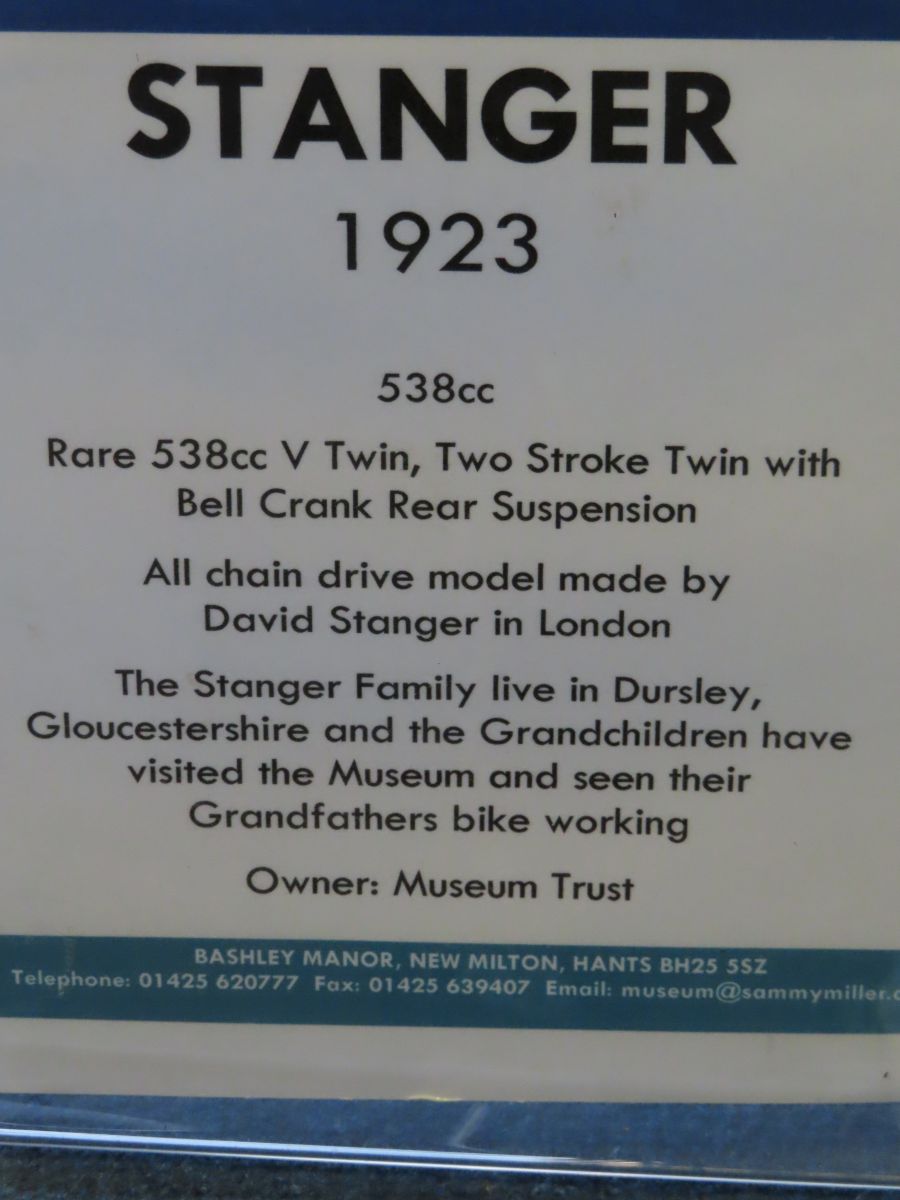 STANGER
1923
538cc
Rare 538cc V Twin, Two Stroke Twin with
Bell Crank Rear Suspension
All chain drive model made by
David Stanger in London
The Stanger Family live in Dursley,
Gloucestershire and the Grandchildren have
visited the Museum and seen their
Grandfathers bike working
Owner: Museum Trust
BASHLEY MANOR, NEW MILTON, HANTS BH25 5SZ
Telephone: 01425 620777 Fax: 01425 639407 Email: museum@sammymiller.c